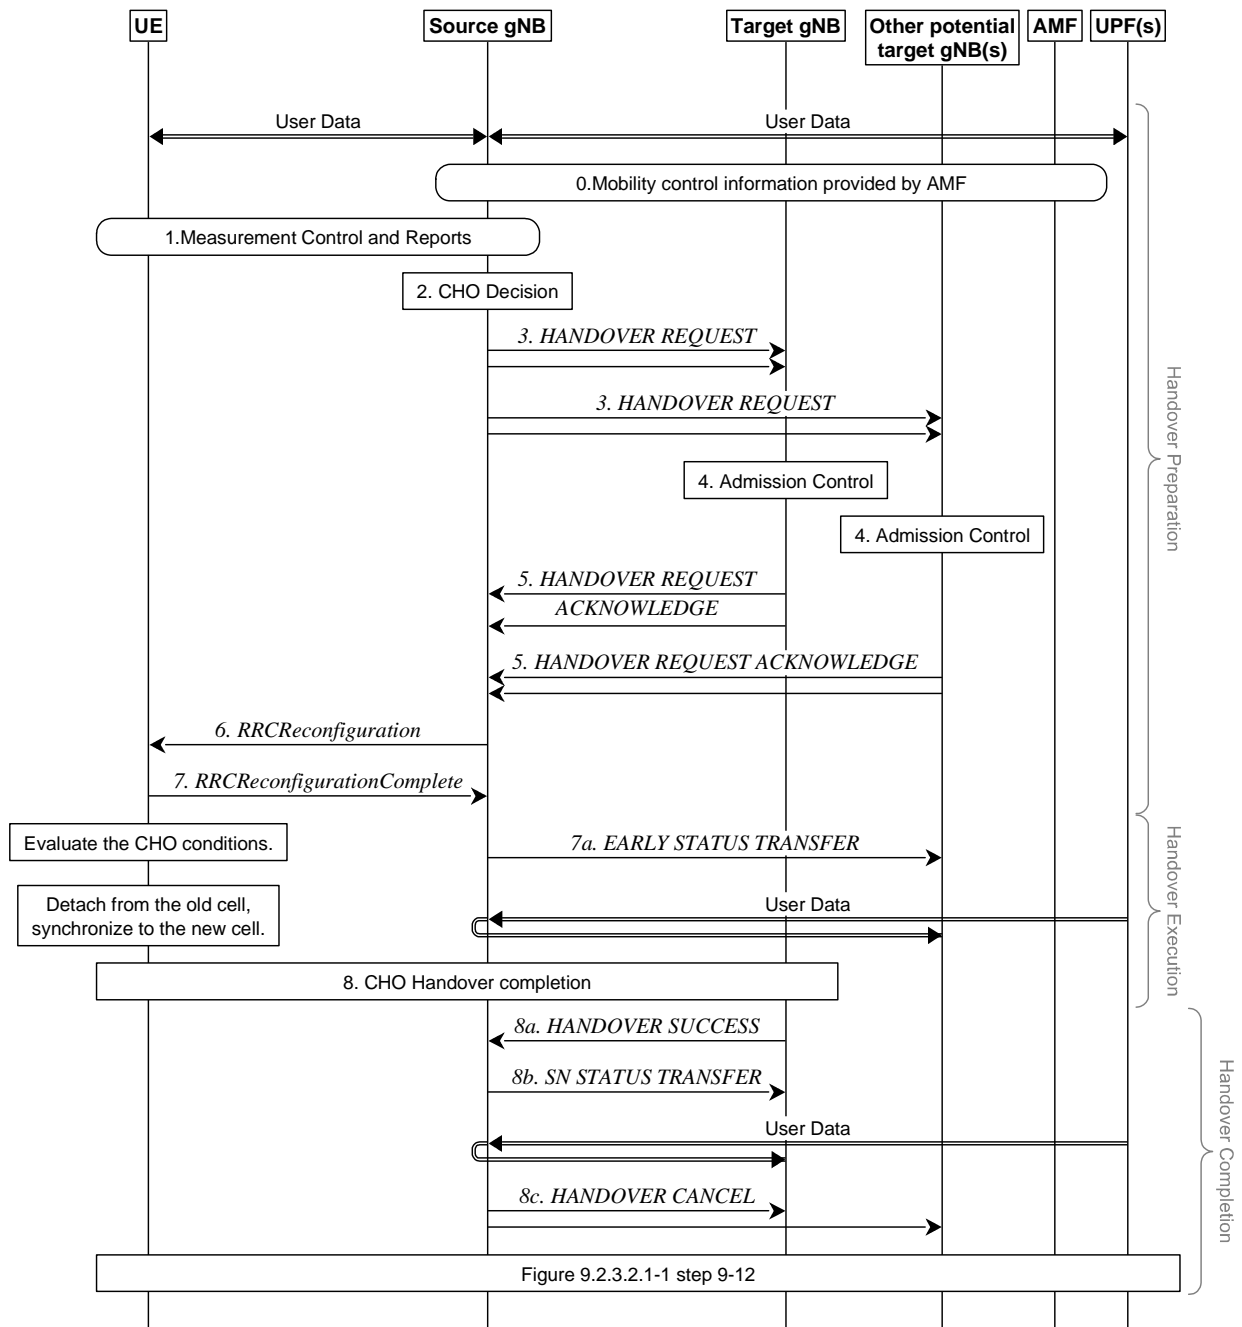 UE
Source gNB
Target gNB
Other potential
target gNB(s)
AMF
UPF(s)
User Data
User Data
0.Mobility control information provided by AMF
1.Measurement Control and Reports
2. CHO Decision
3. HANDOVER REQUEST
3. HANDOVER REQUEST
4. Admission Control
4. Admission Control
Handover Preparation
5. HANDOVER REQUEST
ACKNOWLEDGE
5. HANDOVER REQUEST ACKNOWLEDGE
6. RRCReconfiguration
7. RRCReconfigurationComplete
Evaluate the CHO conditions.
7a. EARLY STATUS TRANSFER
Detach from the old cell,
synchronize to the new cell.
User Data
Handover Execution
8. CHO Handover completion
8a. HANDOVER SUCCESS
8b. SN STATUS TRANSFER
User Data
Handover Completion
8c. HANDOVER CANCEL
Figure 9.2.3.2.1-1 step 9-12